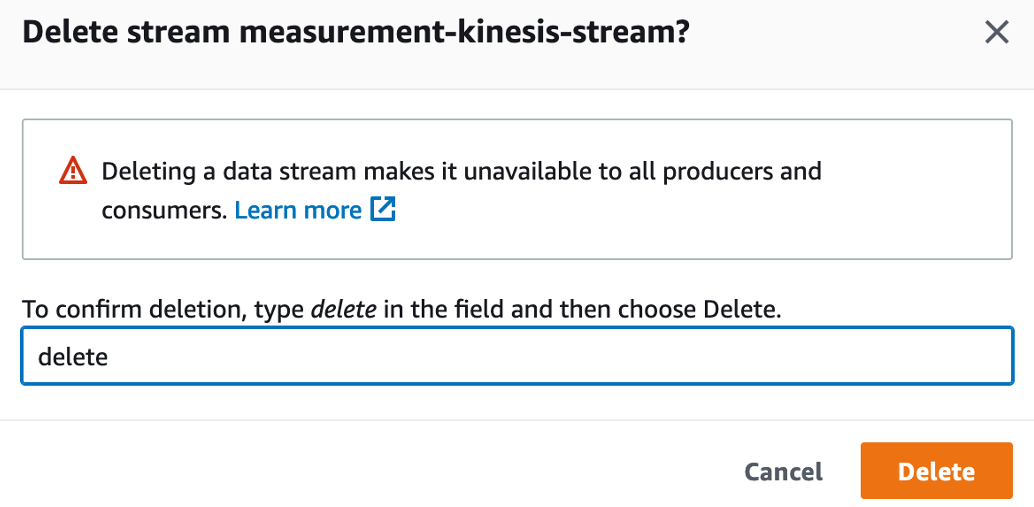 Delete stream measurement-kinesis-stream?
Deleting a data stream makes it unavailable to all producers and
consumers. Learn more
To confirm deletion, type delete in the field and then choose Delete.
delete
Cancel
Delete